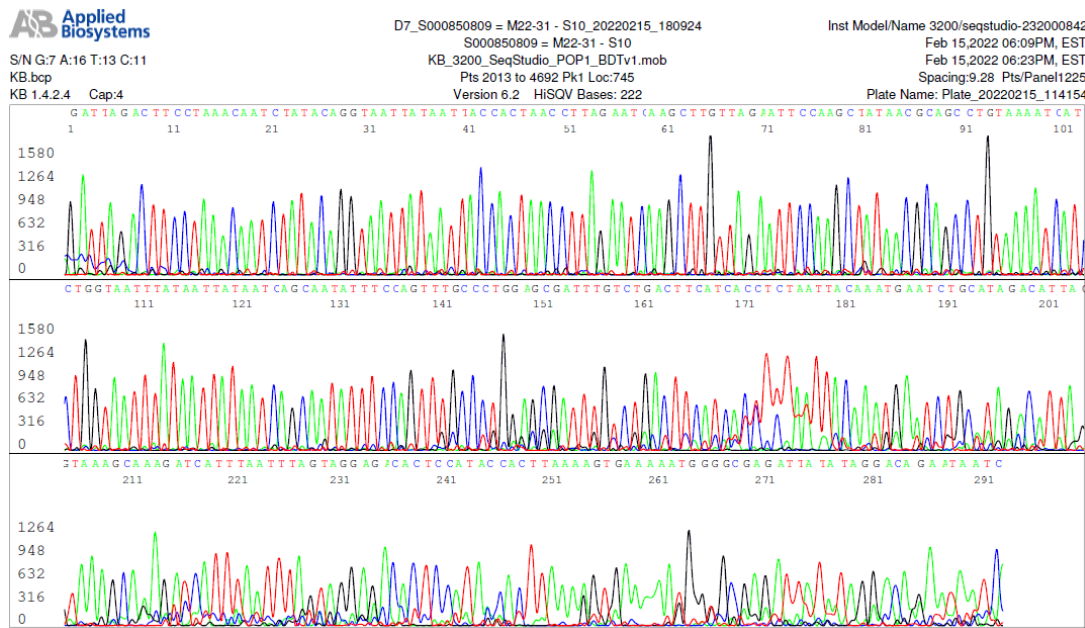 AB Applied Biosystems
D7_S000850809 = M22-31 - S10_20220215_180924
S000850809 = M22-31 - S10
KB_3200_SeqStudio_POP1_BDTv1.mob
Pts 2013 to 4692 Pk1 Loc:745
Version 6.2 HiSQV Bases: 222
Inst Model/Name 3200/seqstudio-232000842
Feb 15,2022 06:09PM, EST
Feb 15,2022 06:23PM, EST
Spacing:9.28 Pts/Panel1225
Plate Name: Plate_20220215_114154
S/N G:7 A:16 T:13 C:11
KB.bcp
KB 1.4.2.4 Cap:4
GATTAGACTTCCTAAACAATCTATACAGGTAATTATAATTACCACTAACCTTAGAATCAAGCTTGTTAGAATTCCAAGCTATAACGCAGCCTGTAAAATCAT
1 11 21 31 41 51 61 71 81 91 101
1580
1264
948
632
316
0
CTGGTAATTTATAATTATAATCAGCAATATTTCCAGTTTGCCCTGGAGCGATTTGTCTGACTTCATCACCTCTAATTACAAATGAATCTGCATAGACATTAG
111 121 131 141 151 161 171 181 191 201
1580
1264
948
632
316
0
GTAAAGCAAAGATCATTTAATTTAGTAGGAGACACTCCATACCACTTAAAAGTGAAAAATGGGGCGAGATTATATAGGACAGAATAATC
211 221 231 241 251 261 271 281 291
1264
948
632
316
0